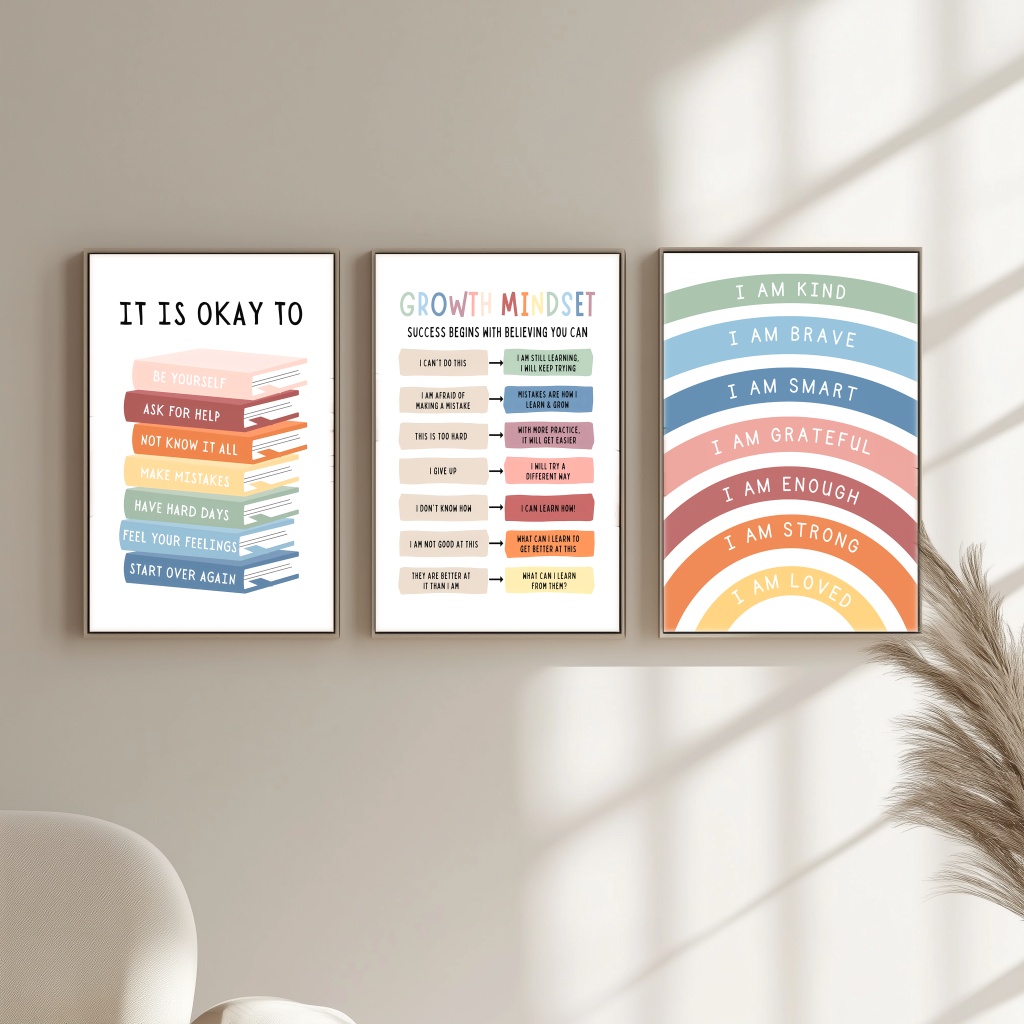 IT IS OKAY TO
BE YOURSELF
ASK FOR HELP
NOT KNOW IT ALL
MAKE MISTAKES
HAVE HARD DAYS
FEEL YOUR FEELINGS
START OVER AGAIN
GROWTH MINDSET
SUCCESS BEGINS WITH BELIEVING YOU CAN
I CAN'T DO THIS
I AM STILL LEARNING,
I WILL KEEP TRYING
I AM AFRAID OF
MAKING A MISTAKE
MISTAKES ARE HOW I
LEARN & GROW
THIS IS TOO HARD
WITH MORE PRACTICE,
IT WILL GET EASIER
I GIVE UP
I WILL TRY A
DIFFERENT WAY
I DON'T KNOW HOW
I CAN LEARN HOW!
I AM NOT GOOD AT THIS
WHAT CAN I LEARN TO
GET BETTER AT THIS
THEY ARE BETTER AT
IT THAN I AM
WHAT CAN I LEARN
FROM THEM?
I AM KIND
I AM BRAVE
I AM SMART
I AM GRATEFUL
I AM ENOUGH
I AM STRONG
I AM LOVED